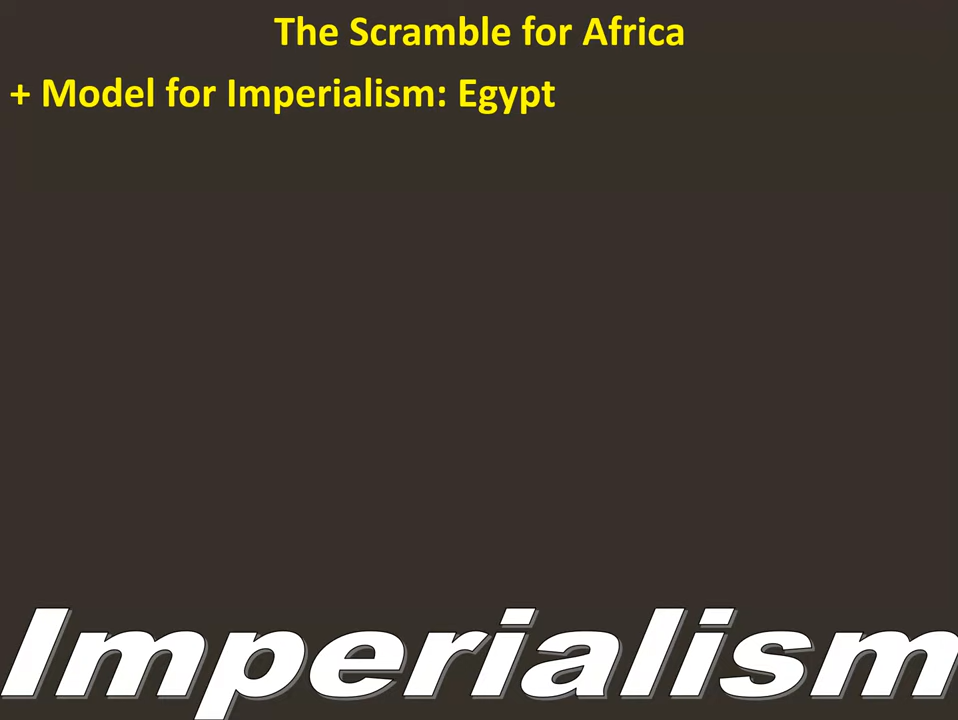 The Scramble for Africa
+ Model for Imperialism: Egypt
Imperialism